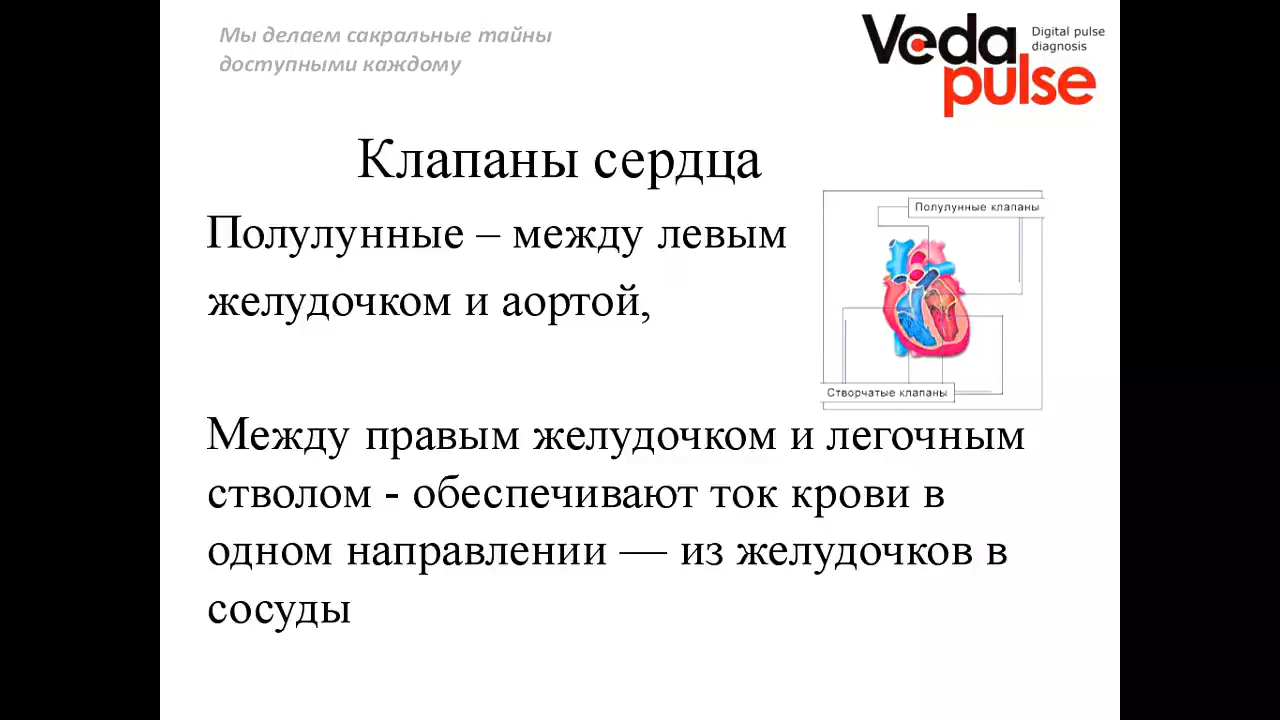 Мы делаем сакральные тайны
доступными каждому
Veda
pulse
Digital pulse
diagnosis
Клапаны сердца
Полулунные – между левым
желудочком и аортой,
Полулунные клапаны
Створчатые клапаны
Между правым желудочком и легочным
стволом - обеспечивают ток крови в
одном направлении — из желудочков в
сосуды